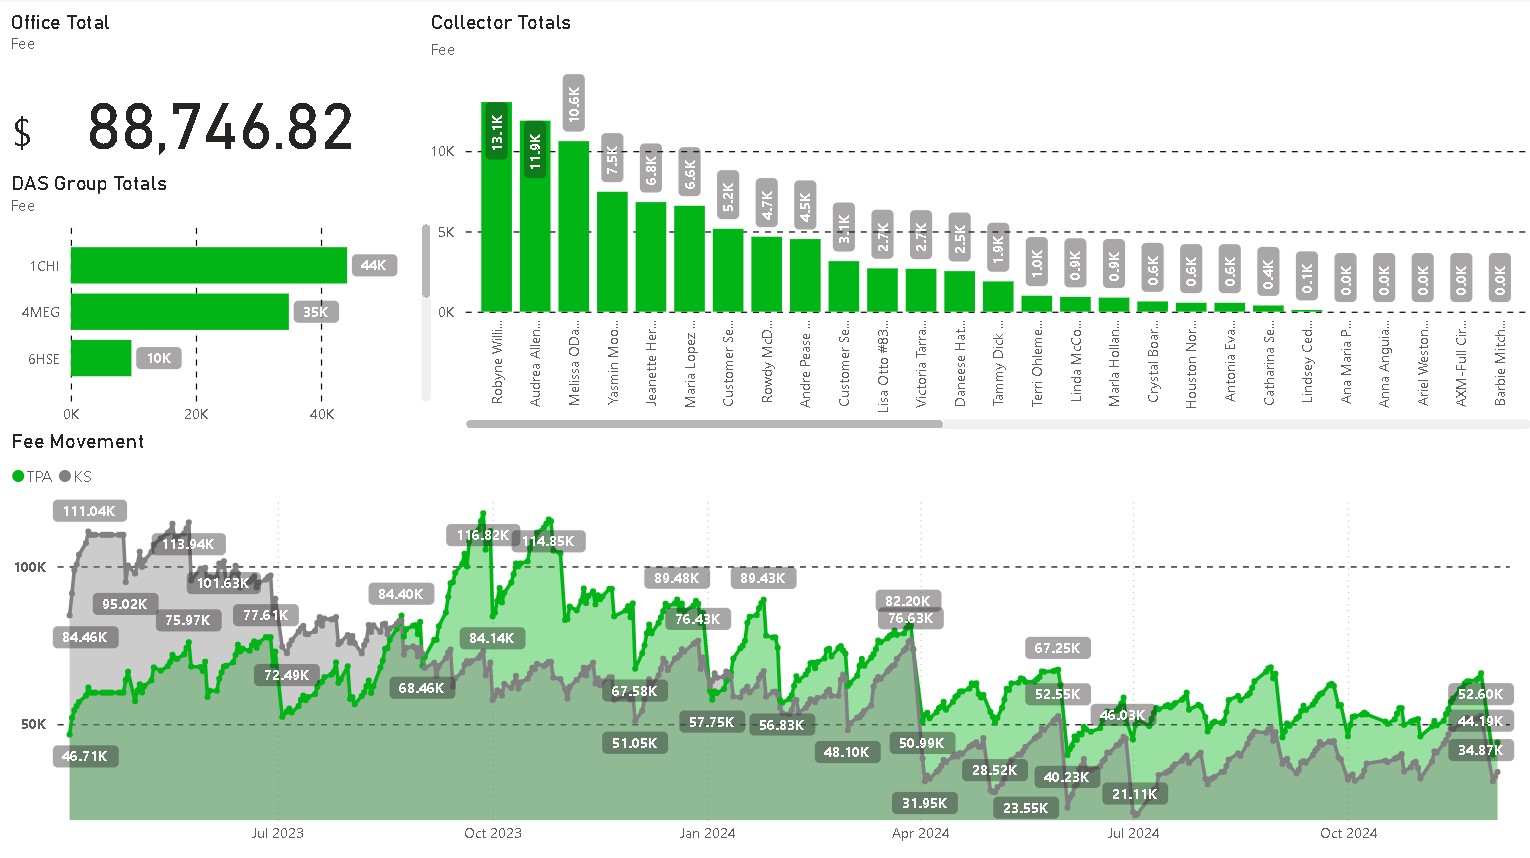 Office Total
Fee
$ 88,746.82
DAS Group Totals
Fee
1CHI 44K
4MEG 35K
6HSE 10K
0K 20K 40K
Collector Totals
Fee
10K
5K
0K
13.1K
11.9K
10.6K
7.5K
6.8K
6.6K
5.2K
4.7K
4.5K
3.1K
2.7K
2.7K
2.5K
1.9K
1.0K
0.9K
0.9K
0.6K
0.6K
0.6K
0.4K
0.1K
0.0K
0.0K
0.0K
0.0K
0.0K
Robyne Willi...
Audrea Allen...
Melissa ODa...
Yasmin Moo...
Jeanette Her...
Maria Lopez ...
Customer Se...
Rowdy McD...
Andre Pease ...
Customer Se...
Lisa Otto #83...
Victoria Tarra...
Daneese Hat...
Tammy Dick ...
Terri Ohleme...
Linda McCo...
Marla Hollan...
Crystal Boar...
Houston Nor...
Antonia Eva...
Catharina Se...
Lindsey Ced...
Ana Maria P...
Anna Anguia...
Ariel Weston...
AXM-Full Cir...
Barbie Mitch...
Fee Movement
TPA KS
100K
50K
111.04K
84.46K
46.71K
95.02K
113.94K
75.97K
101.63K
77.61K
72.49K
84.40K
68.46K
116.82K
84.14K
114.85K
67.58K
51.05K
89.48K
76.43K
57.75K
89.43K
56.83K
48.10K
82.20K
76.63K
50.99K
31.95K
28.52K
23.55K
67.25K
52.55K
40.23K
46.03K
21.11K
52.60K
44.19K
34.87K
Jul 2023 Oct 2023 Jan 2024 Apr 2024 Jul 2024 Oct 2024